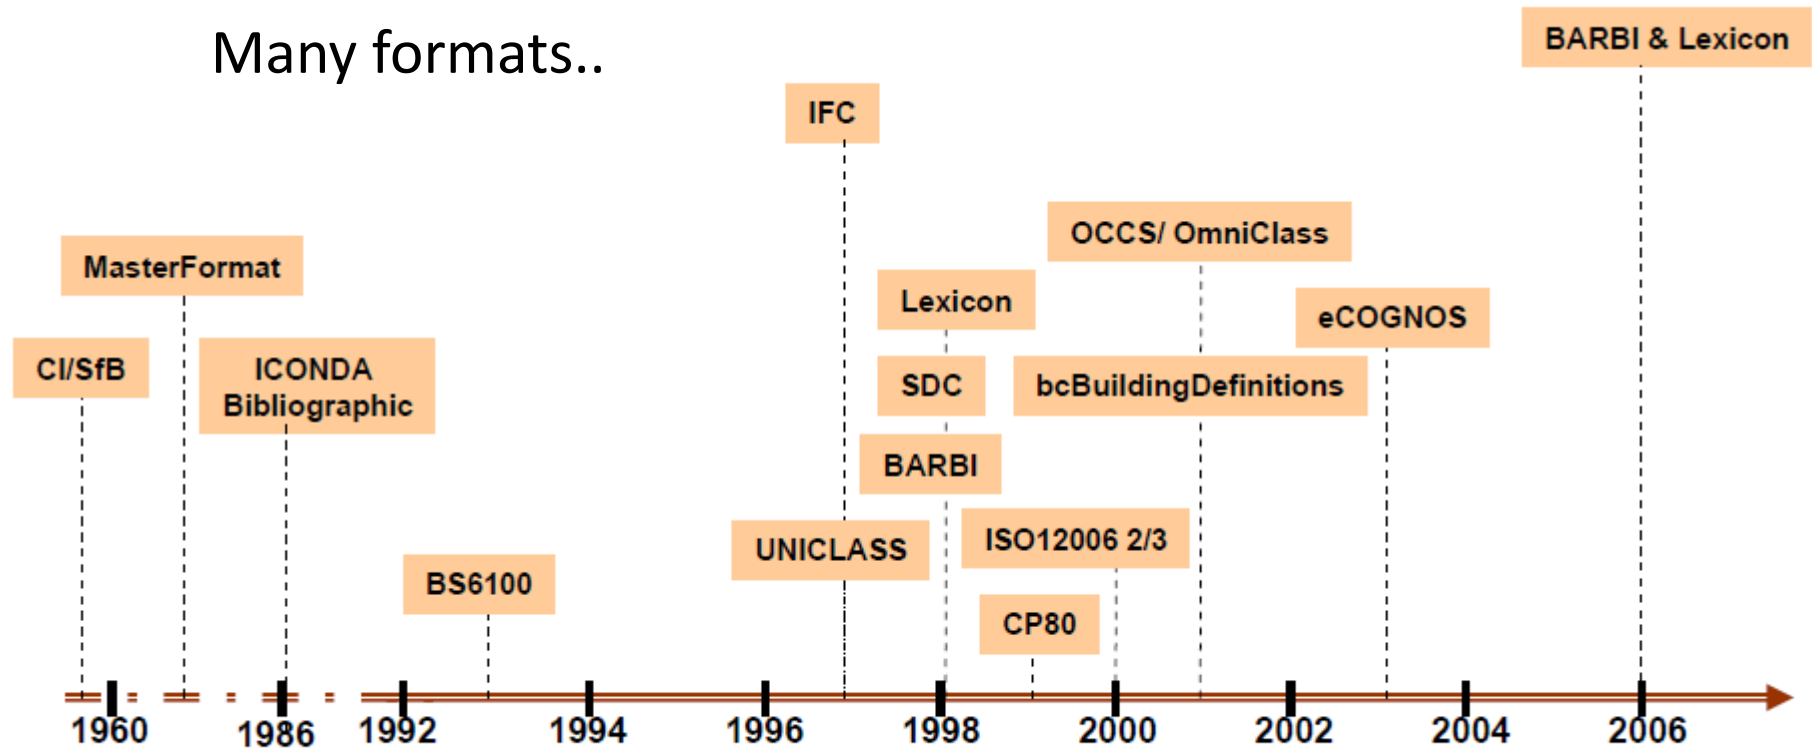 Many formats..
BARBI & Lexicon
IFC
OCCS/ OmniClass
MasterFormat
Lexicon
eCOGNOS
CI/SfB
ICONDA
Bibliographic
SDC
bcBuildingDefinitions
BARBI
UNICLASS
ISO12006 2/3
BS6100
CP80
1960
1986
1992
1994
1996
1998
2000
2002
2004
2006